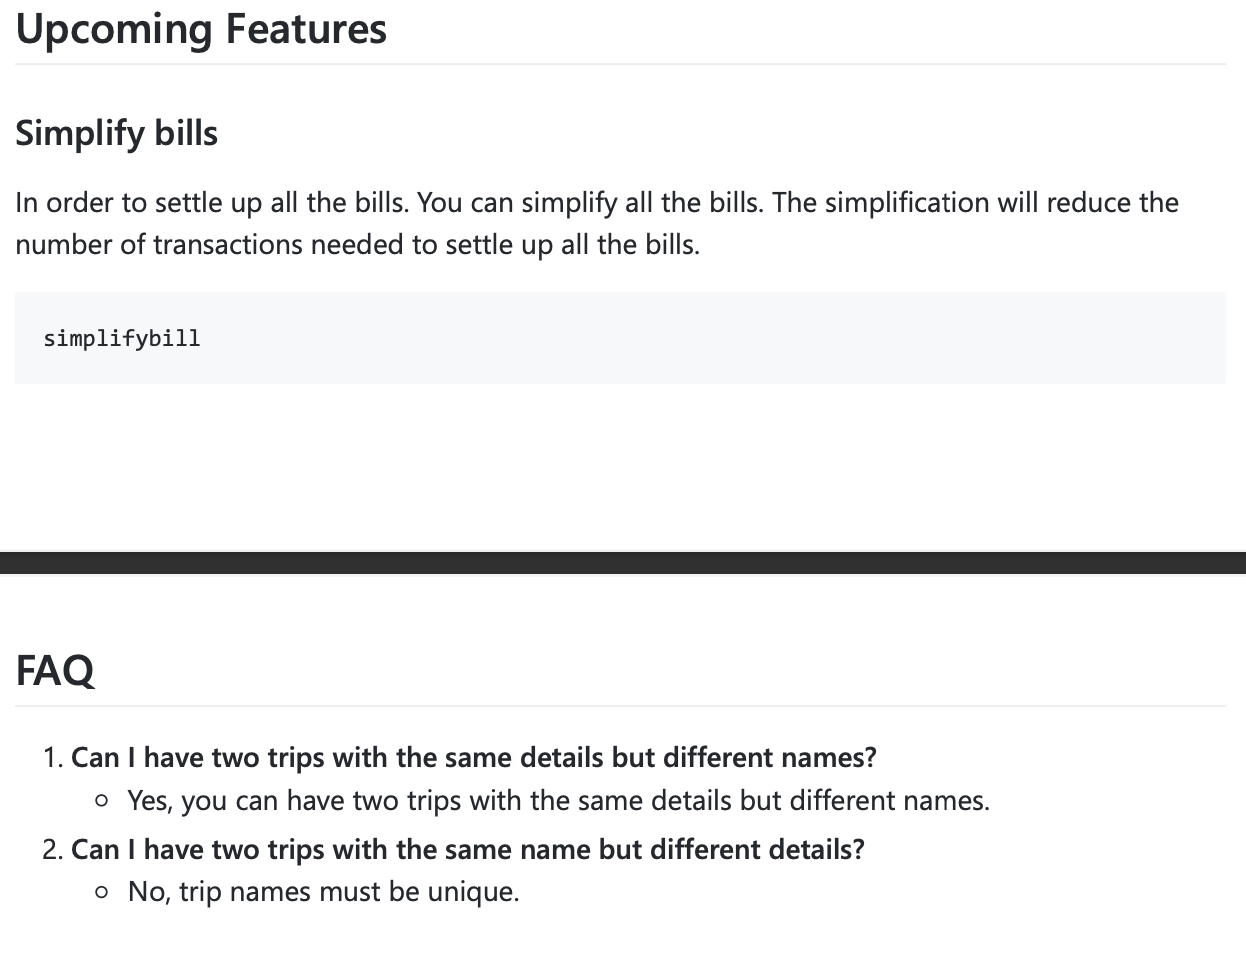 Upcoming Features
Simplify bills
In order to settle up all the bills. You can simplify all the bills. The simplification will reduce the
number of transactions needed to settle up all the bills.
simplifybill
FAQ
1. Can I have two trips with the same details but different names?
Yes, you can have two trips with the same details but different names.
2. Can I have two trips with the same name but different details?
No, trip names must be unique.